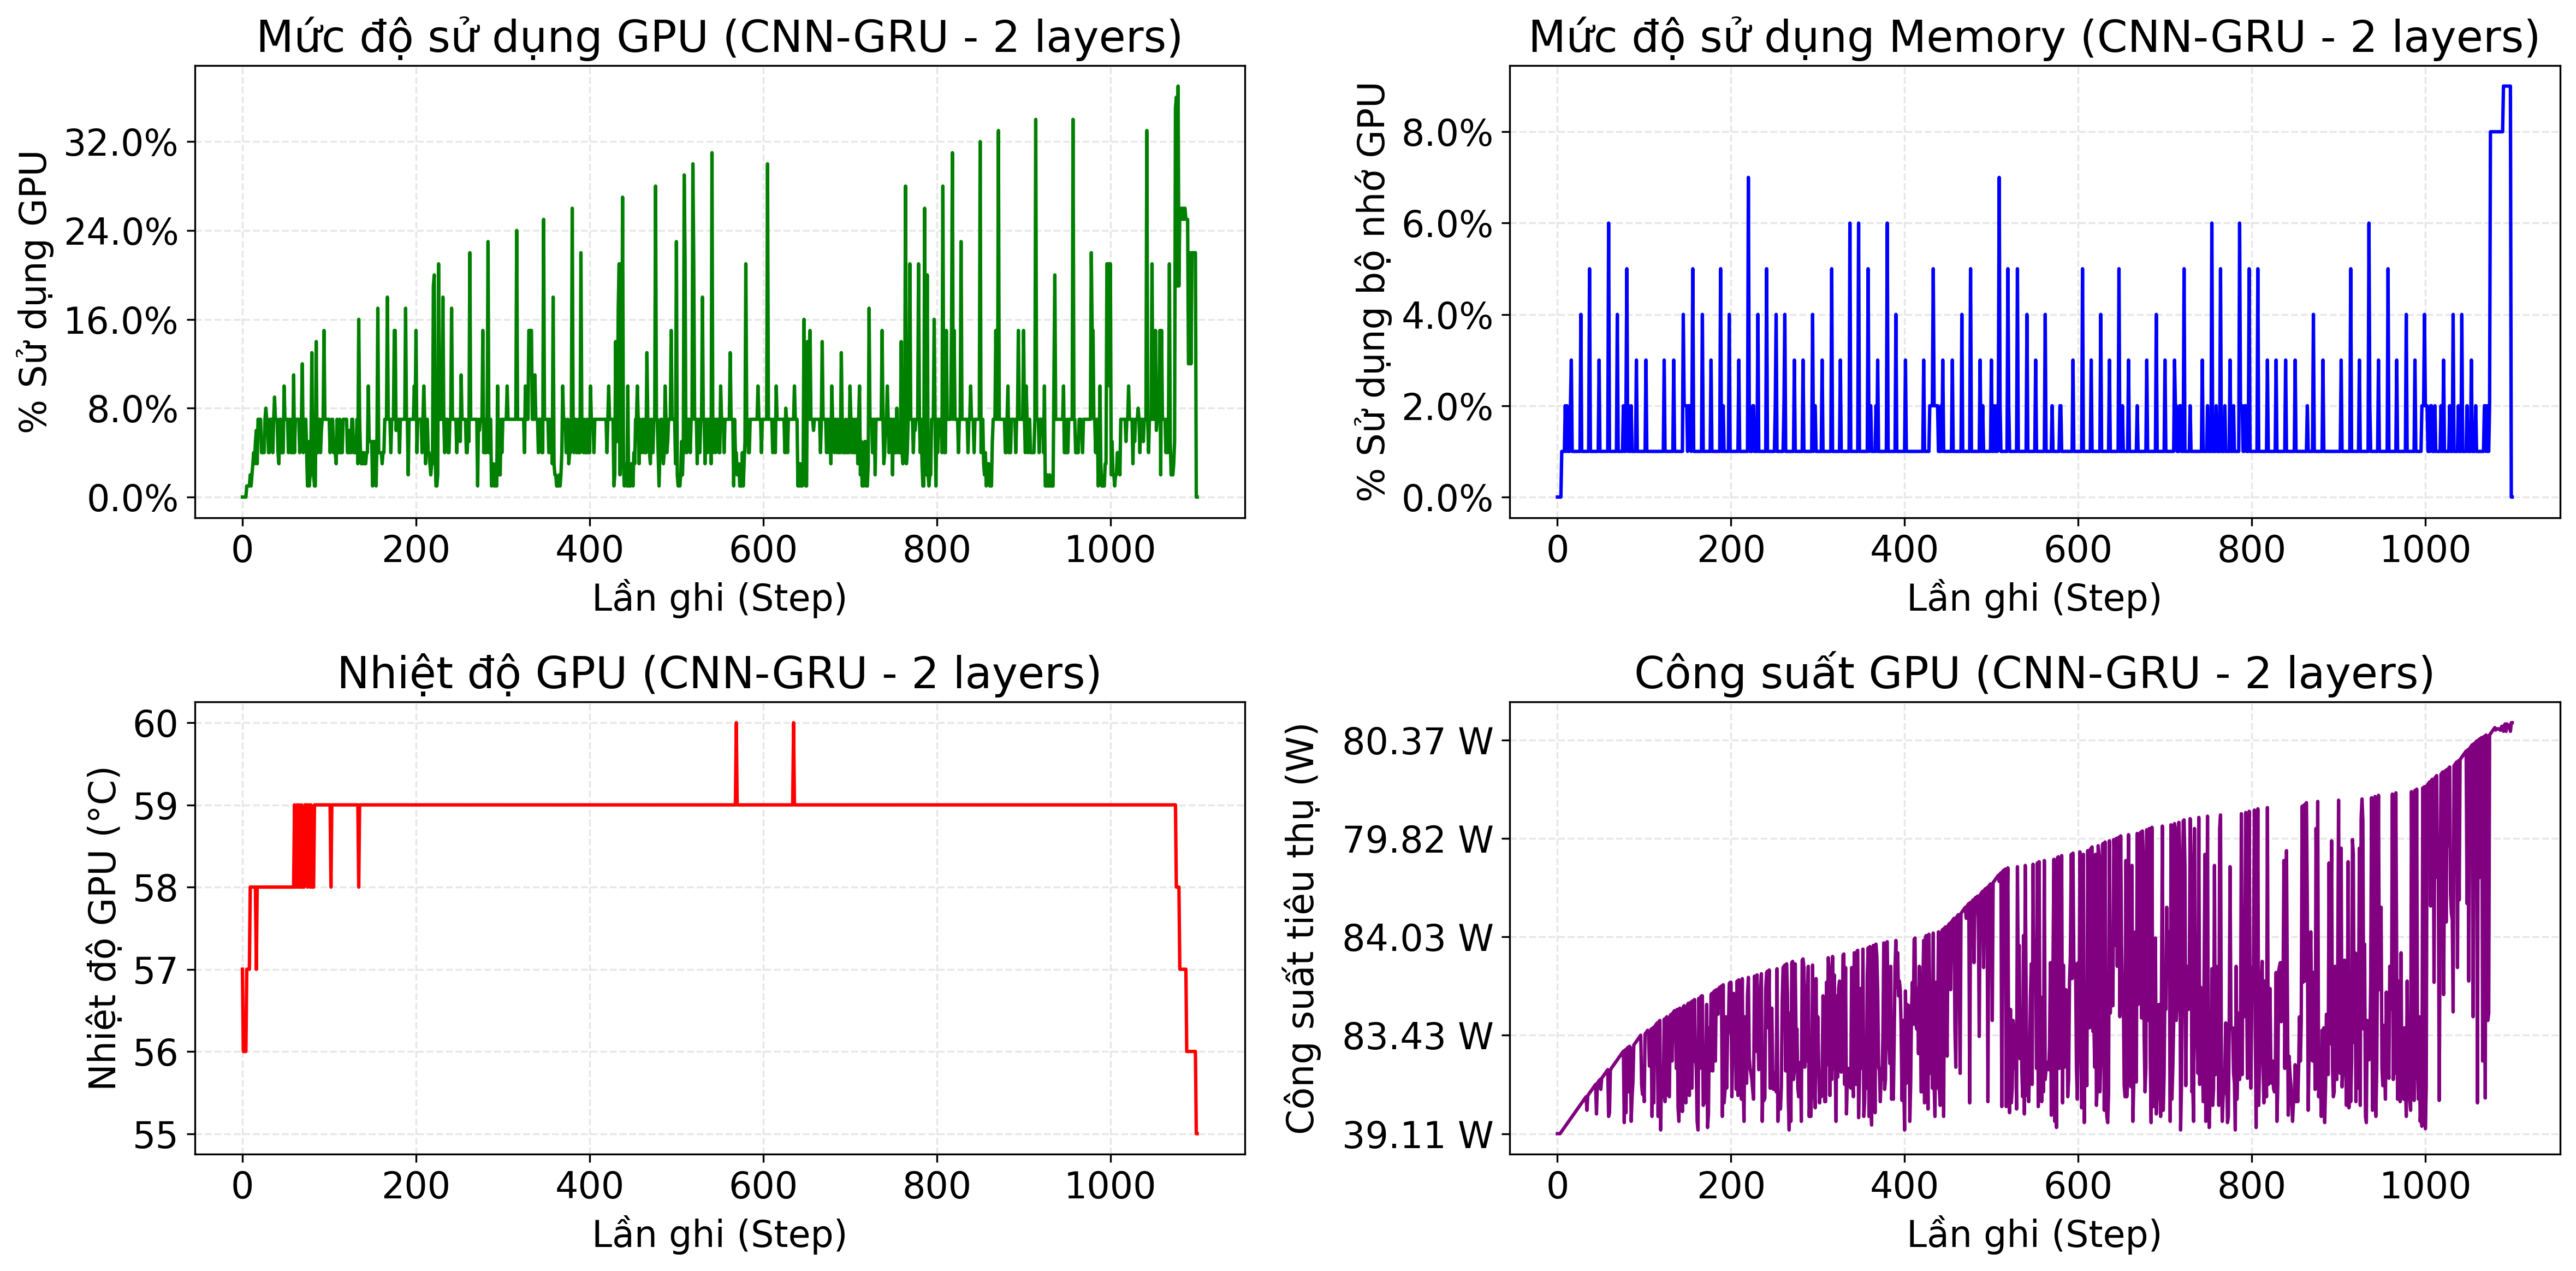 Mức độ sử dụng GPU (CNN-GRU - 2 layers)
% Sử dụng GPU
32.0%
24.0%
16.0%
8.0%
0.0%
0 200 400 600 800 1000
Lần ghi (Step)
Mức độ sử dụng Memory (CNN-GRU - 2 layers)
% Sử dụng bộ nhớ GPU
8.0%
6.0%
4.0%
2.0%
0.0%
0 200 400 600 800 1000
Lần ghi (Step)
Nhiệt độ GPU (CNN-GRU - 2 layers)
Nhiệt độ GPU (°C)
60
59
58
57
56
55
0 200 400 600 800 1000
Lần ghi (Step)
Công suất GPU (CNN-GRU - 2 layers)
Công suất tiêu thụ (W)
80.37 W
79.82 W
84.03 W
83.43 W
39.11 W
0 200 400 600 800 1000
Lần ghi (Step)